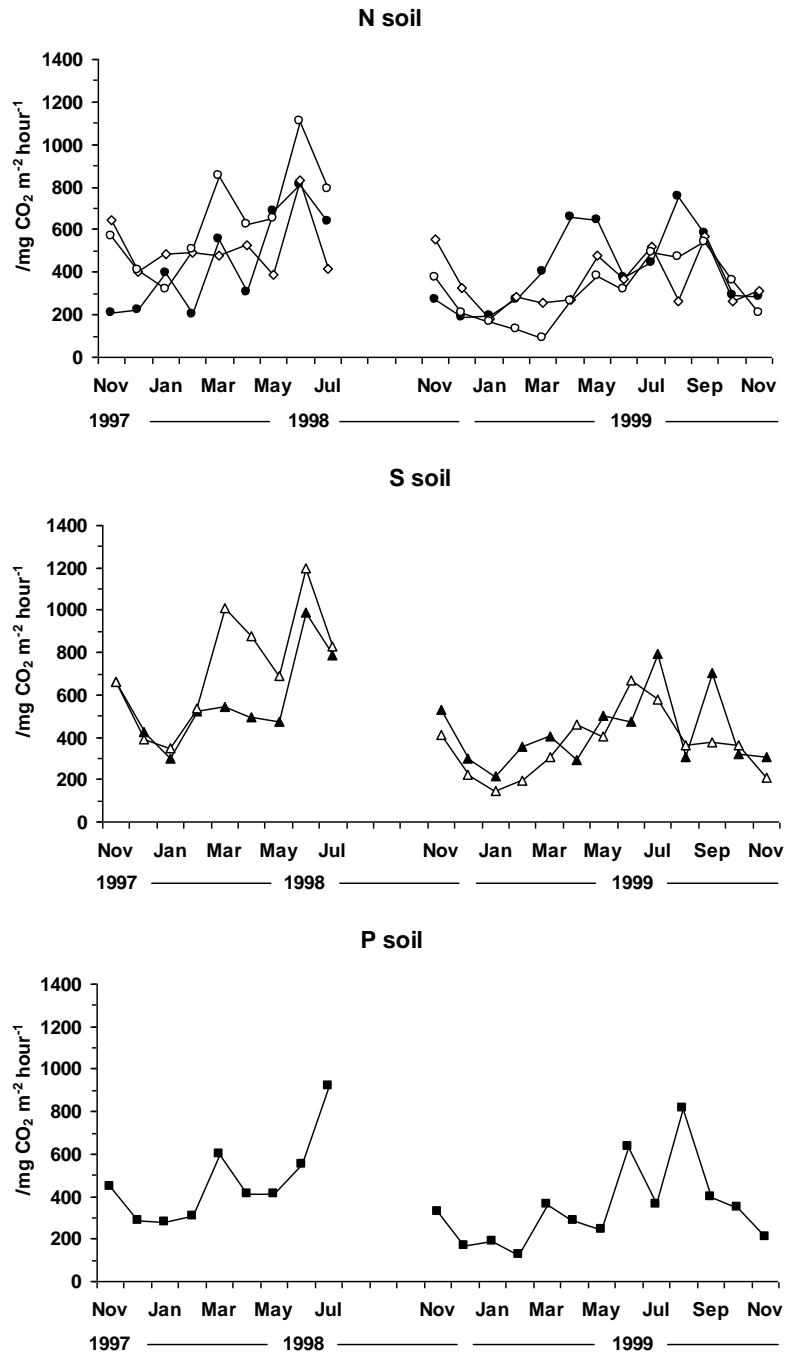 N soil
/mg CO₂ m⁻² hour⁻¹
1400
1200
1000
800
600
400
200
0
Nov Jan Mar May Jul Nov Jan Mar May Jul Sep Nov
1997 1998 1999
S soil
/mg CO₂ m⁻² hour⁻¹
1400
1200
1000
800
600
400
200
0
Nov Jan Mar May Jul Nov Jan Mar May Jul Sep Nov
1997 1998 1999
P soil
/mg CO₂ m⁻² hour⁻¹
1400
1200
1000
800
600
400
200
0
Nov Jan Mar May Jul Nov Jan Mar May Jul Sep Nov
1997 1998 1999